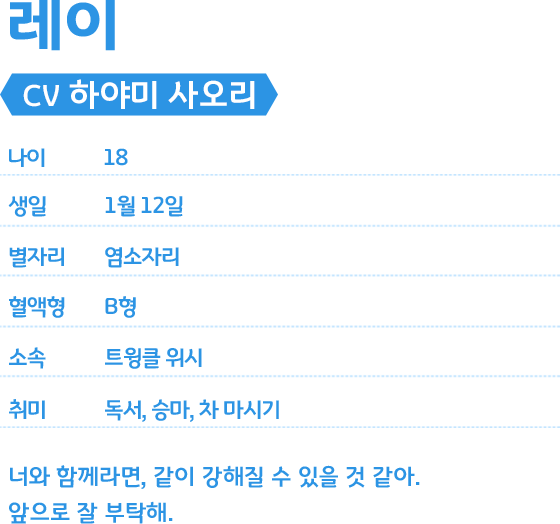 레이
CV 하야미 사오리
나이 18
생일 1월 12일
별자리 염소자리
혈액형 B형
소속 트윙클 위시
취미 독서, 승마, 차 마시기
너와 함께라면, 같이 강해질 수 있을 것 같아.
앞으로 잘 부탁해.